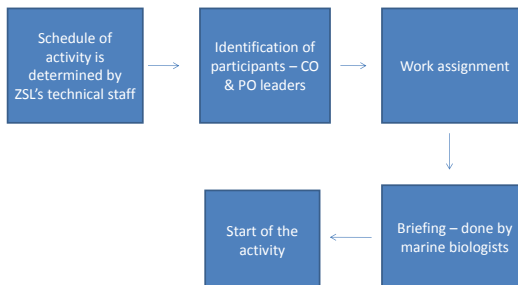 Schedule of
activity is
determined by
ZSL's technical staff
Identification of
participants – CO
& PO leaders
Work assignment
Briefing – done by
marine biologists
Start of the
activity